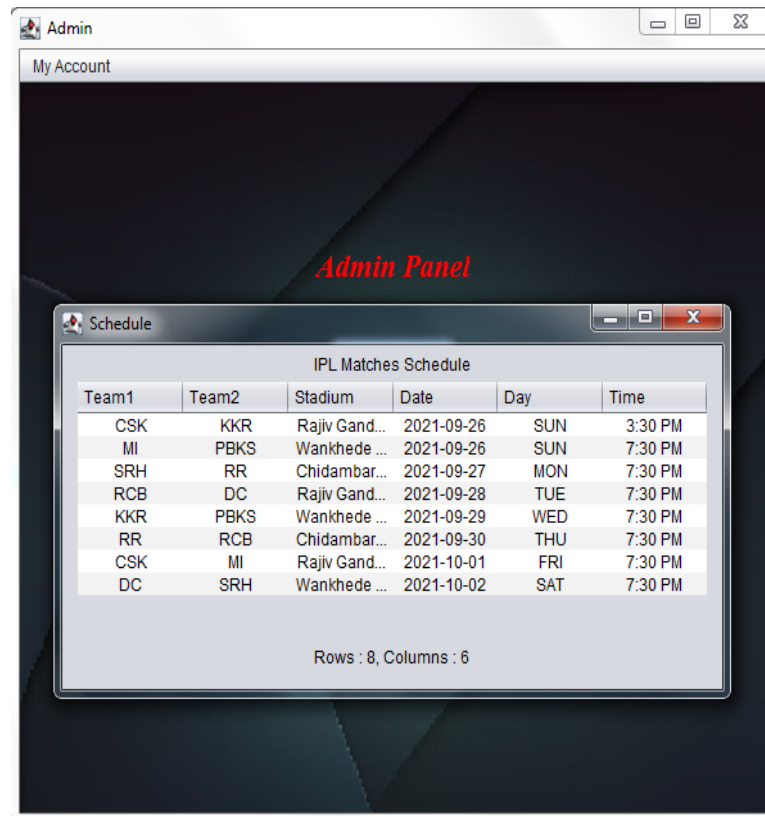 Admin
My Account
Admin Panel
Schedule
IPL Matches Schedule
Team1 Team2 Stadium Date Day Time
CSK KKR Rajiv Gand... 2021-09-26 SUN 3:30 PM
MI PBKS Wankhede ... 2021-09-26 SUN 7:30 PM
SRH RR Chidambar... 2021-09-27 MON 7:30 PM
RCB DC Rajiv Gand... 2021-09-28 TUE 7:30 PM
KKR PBKS Wankhede ... 2021-09-29 WED 7:30 PM
RR RCB Chidambar... 2021-09-30 THU 7:30 PM
CSK MI Rajiv Gand... 2021-10-01 FRI 7:30 PM
DC SRH Wankhede ... 2021-10-02 SAT 7:30 PM
Rows : 8, Columns : 6